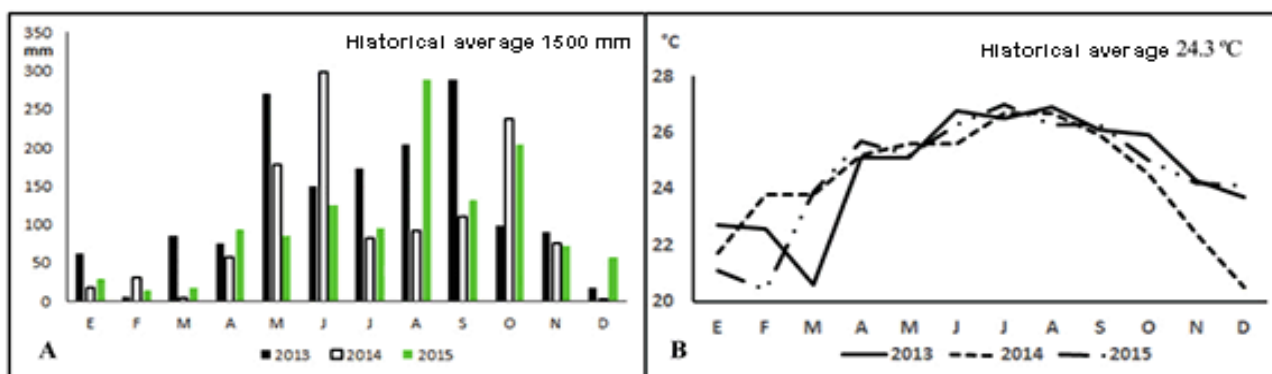 350
mm
Historical average 1500 mm
300
250
200
150
100
50
0
E F M A M J J A S O N D
A
2013 2014 2015
°C
Historical average 24.3 ºC
28
26
24
22
20
E F M A M J J A S O N D
B
2013 2014 2015